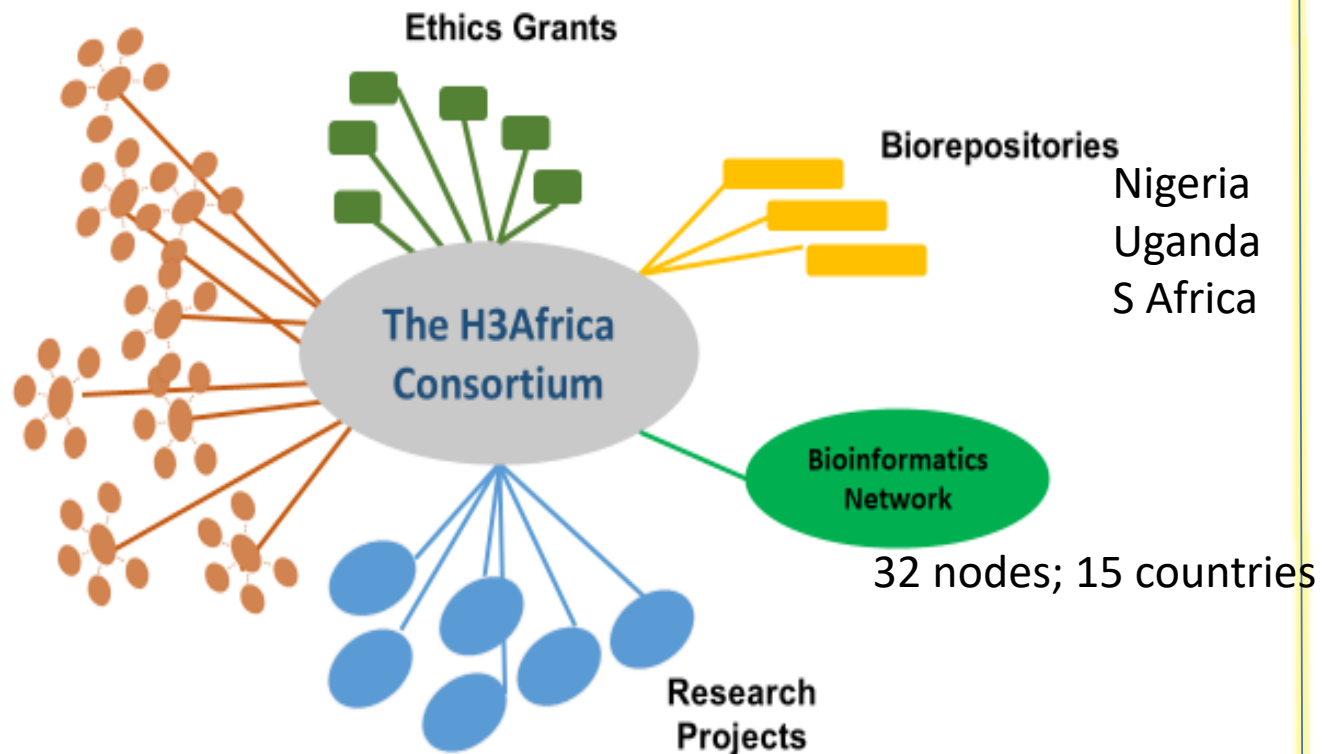 Ethics Grants
Biorepositories
Nigeria
Uganda
S Africa
The H3Africa
Consortium
Bioinformatics
Network
32 nodes; 15 countries
Research
Projects